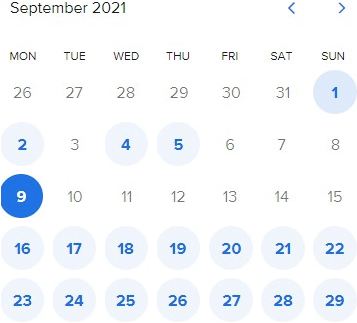 September 2021
MON TUE WED THU FRI SAT SUN
26 27 28 29 30 31 1
2 3 4 5 6 7 8
9 10 11 12 13 14 15
16 17 18 19 20 21 22
23 24 25 26 27 28 29